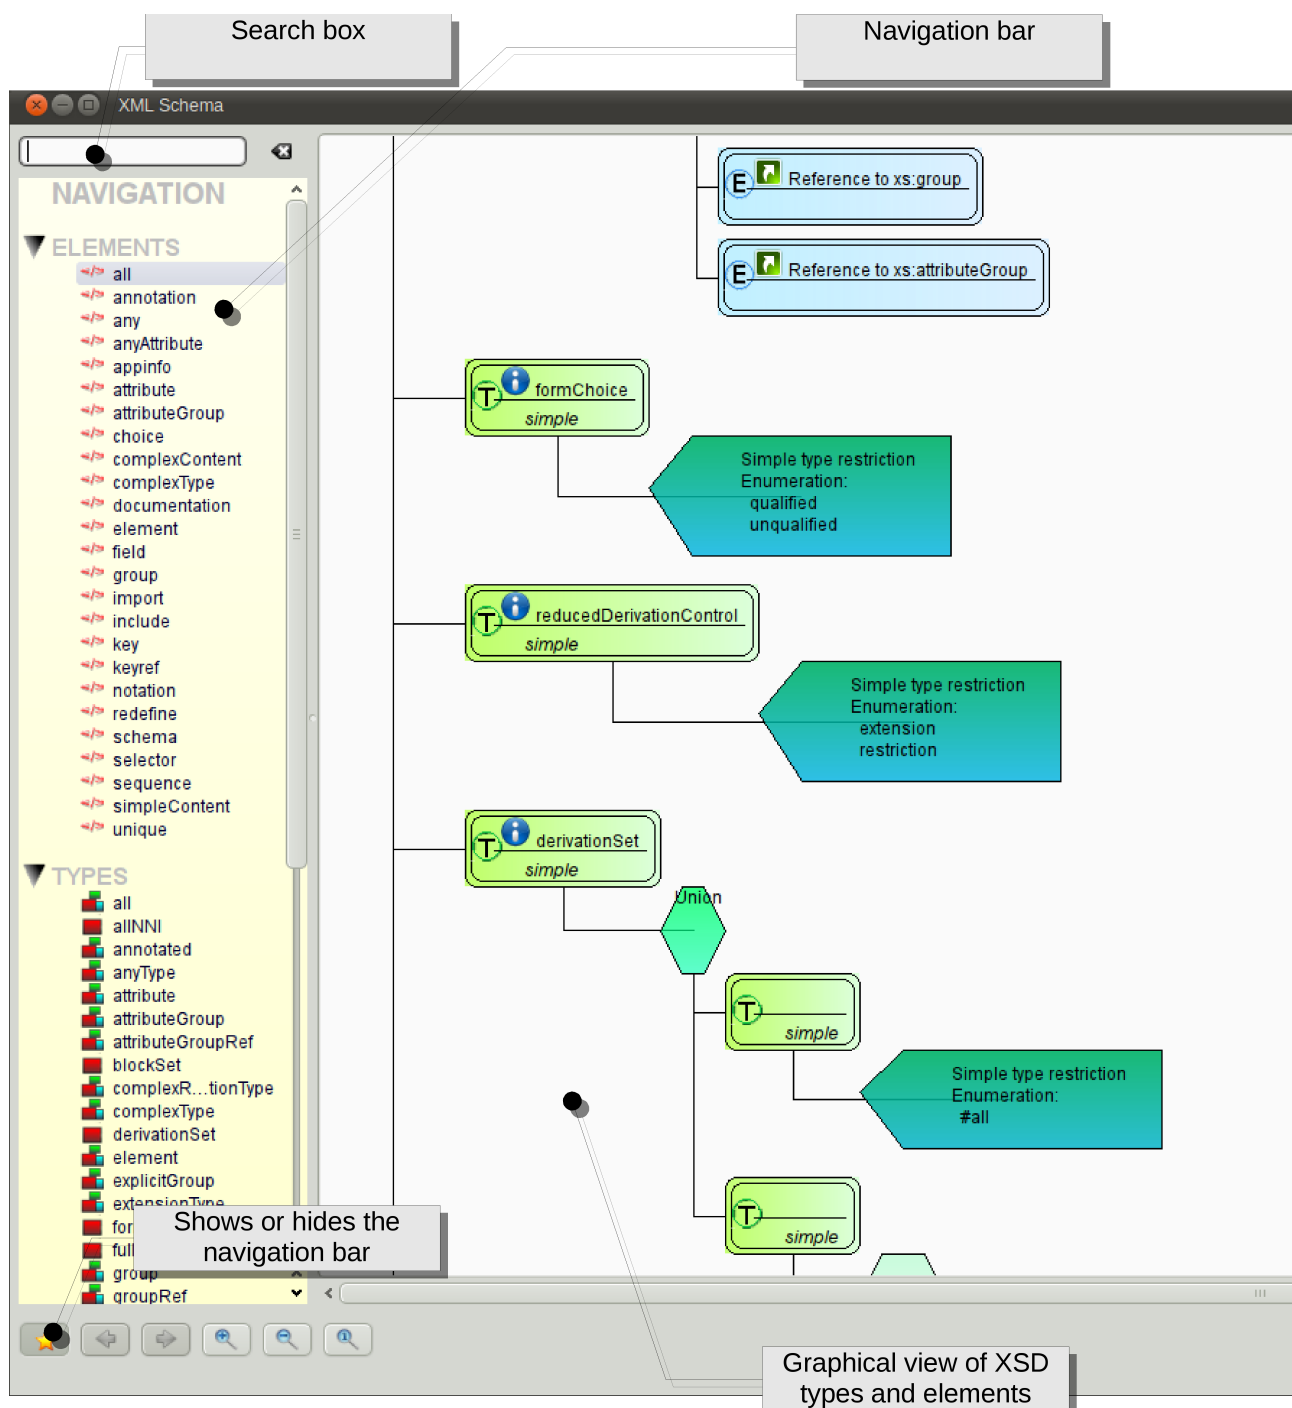 Search box
Navigation bar
XML Schema
NAVIGATION
ELEMENTS
all
annotation
any
anyAttribute
appinfo
attribute
attributeGroup
choice
complexContent
complexType
documentation
element
field
group
import
include
key
keyref
notation
redefine
schema
selector
sequence
simpleContent
unique
TYPES
all
allNNI
annotated
anyType
attribute
attributeGroup
attributeGroupRef
blockSet
complexR...tionType
complexType
derivationSet
element
explicitGroup
extensionType
for
full
group
groupRef
Shows or hides the
navigation bar
E Reference to xs:group
E Reference to xs:attributeGroup
T i formChoice
simple
Simple type restriction
Enumeration:
qualified
unqualified
T i reducedDerivationControl
simple
Simple type restriction
Enumeration:
extension
restriction
T i derivationSet
simple
Union
T
simple
Simple type restriction
Enumeration:
#all
T
simple
1
Graphical view of XSD
types and elements